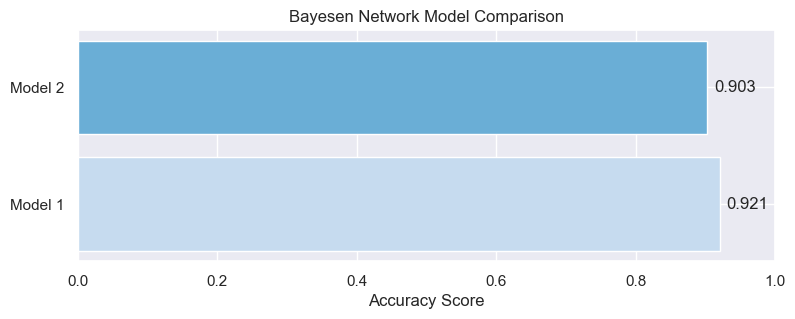 Bayesen Network Model Comparison
Model 2
0.903
Model 1
0.921
0.0 0.2 0.4 0.6 0.8 1.0
Accuracy Score